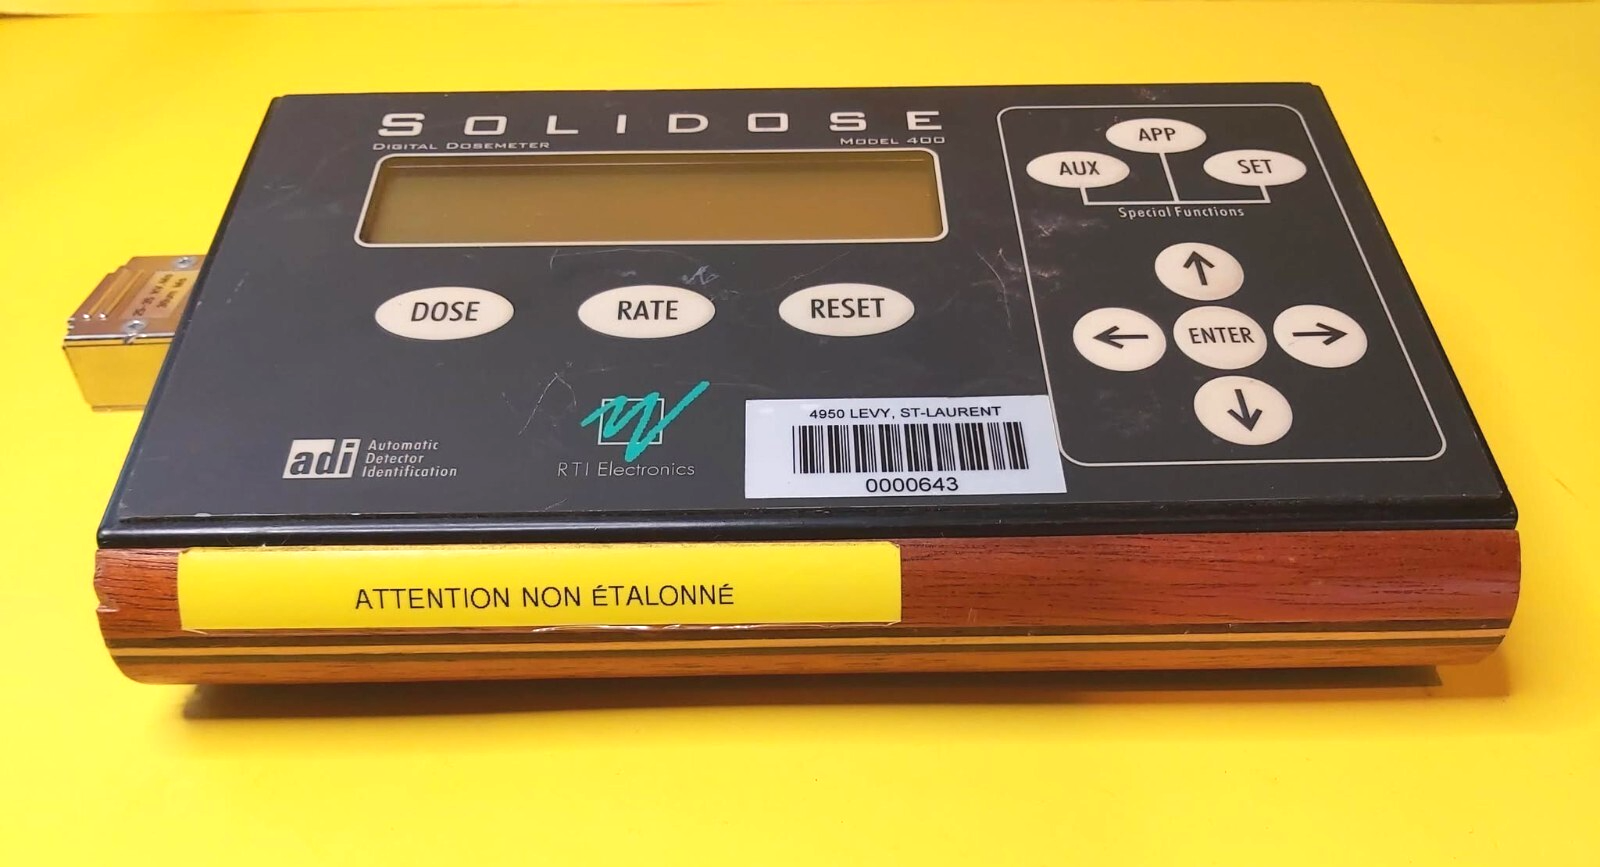 SOLIDOSE
DIGITAL DOSEMETER
MODEL 400
APP
AUX
SET
Special Functions
DOSE
RATE
RESET
ENTER
adi
Automatic
Detector
Identification
RTI Electronics
4950 LEVY, ST-LAURENT
0000643
ATTENTION NON ÉTALONNÉ